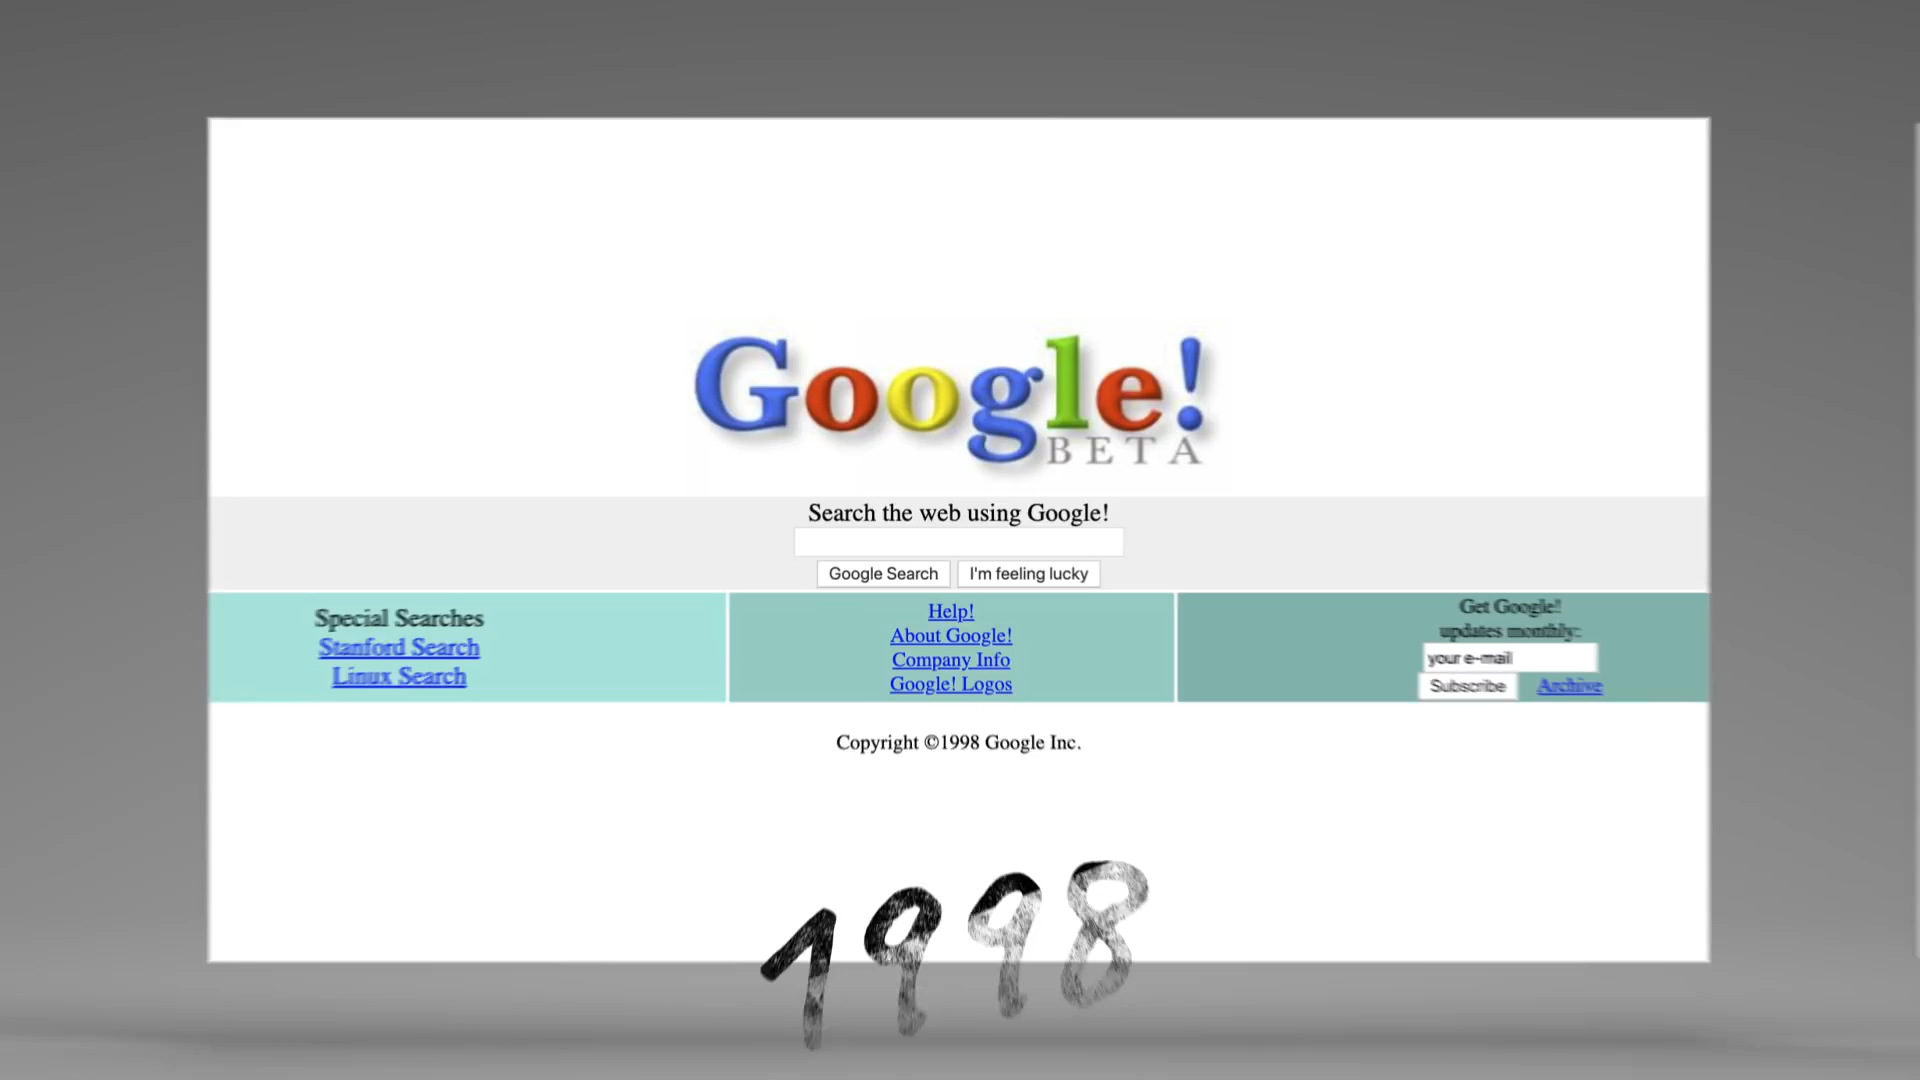 Google!
BETA
Search the web using Google!
Google Search I'm feeling lucky
Special Searches
Stanford Search
Linux Search
Help!
About Google!
Company Info
Google! Logos
Get Google!
updates monthly:
your e-mail
Subscribe Archive
Copyright ©1998 Google Inc.
1998